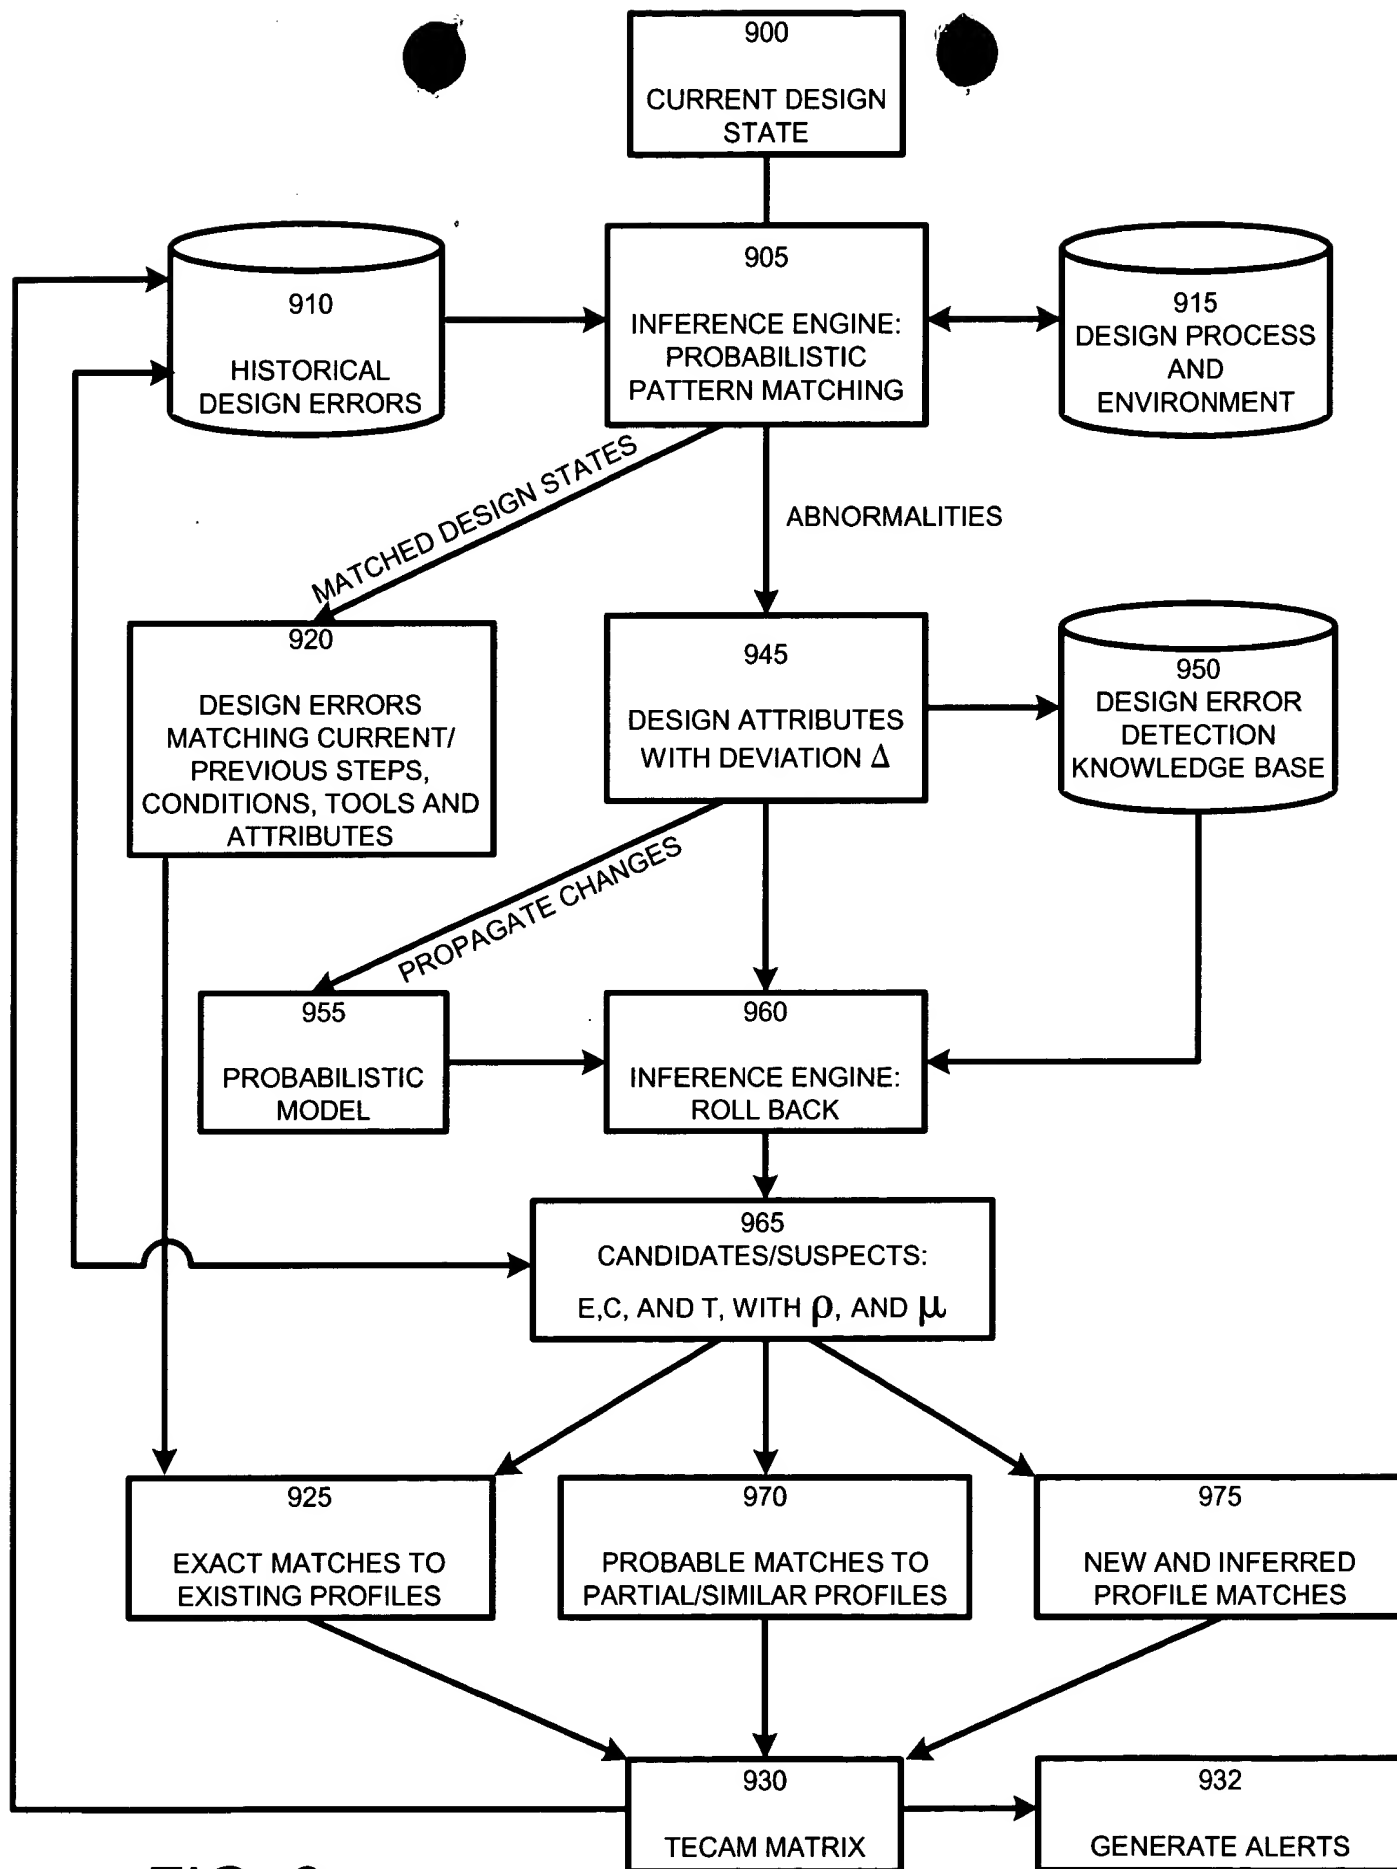 900
CURRENT DESIGN
STATE
910
HISTORICAL
DESIGN ERRORS
905
INFERENCE ENGINE:
PROBABILISTIC
PATTERN MATCHING
915
DESIGN PROCESS
AND
ENVIRONMENT
MATCHED DESIGN STATES
ABNORMALITIES
920
DESIGN ERRORS
MATCHING CURRENT/
PREVIOUS STEPS,
CONDITIONS, TOOLS AND
ATTRIBUTES
945
DESIGN ATTRIBUTES
WITH DEVIATION Δ
950
DESIGN ERROR
DETECTION
KNOWLEDGE BASE
PROPAGATE CHANGES
955
PROBABILISTIC
MODEL
960
INFERENCE ENGINE:
ROLL BACK
965
CANDIDATES/SUSPECTS:
E,C, AND T, WITH ρ, AND μ
925
EXACT MATCHES TO
EXISTING PROFILES
970
PROBABLE MATCHES TO
PARTIAL/SIMILAR PROFILES
975
NEW AND INFERRED
PROFILE MATCHES
930
TECAM MATRIX
932
GENERATE ALERTS